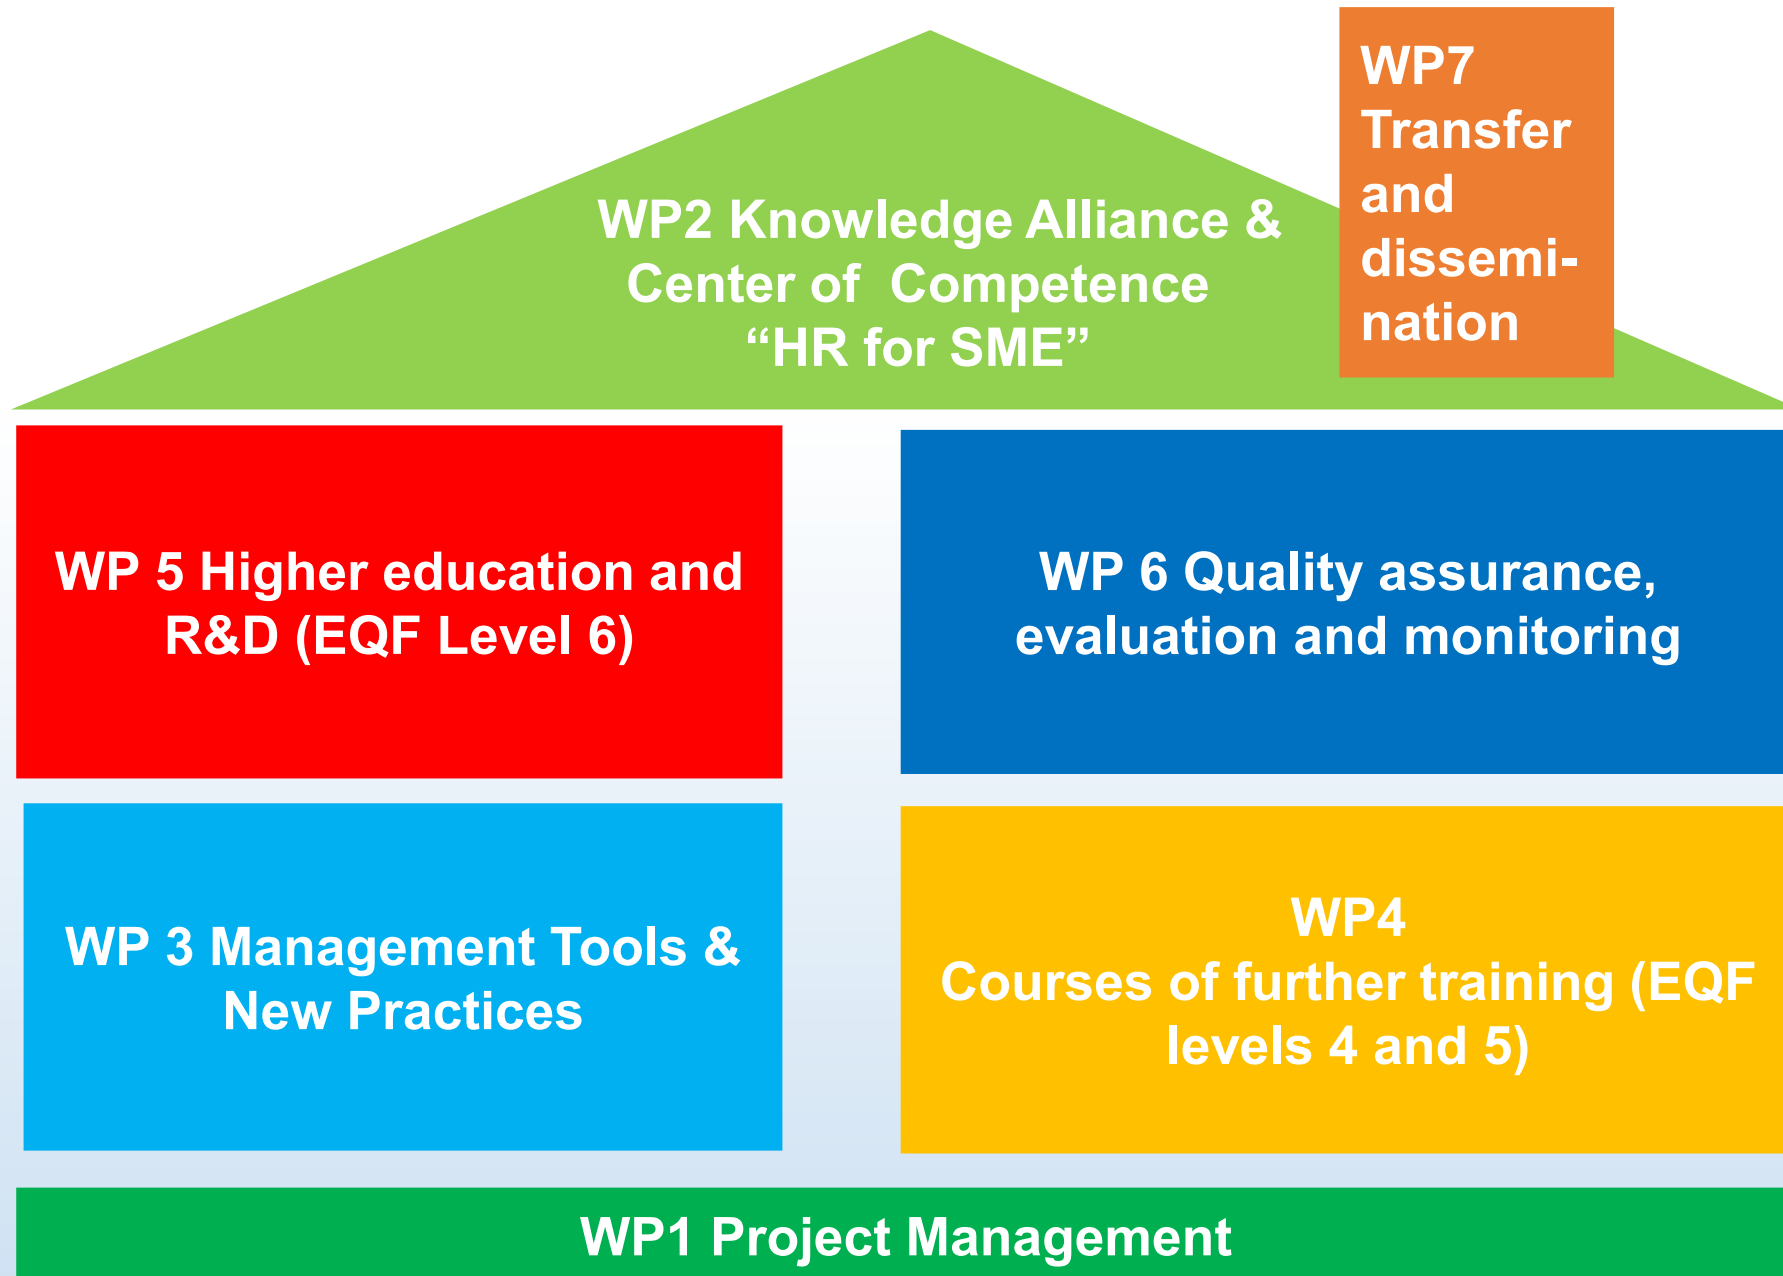 WP7
Transfer
and
dissemi-
nation
WP2 Knowledge Alliance &
Center of  Competence
“HR for SME”
WP 5 Higher education and
R&D (EQF Level 6)
WP 6 Quality assurance,
evaluation and monitoring
WP 3 Management Tools &
New Practices
WP4
Courses of further training (EQF
levels 4 and 5)
WP1 Project Management